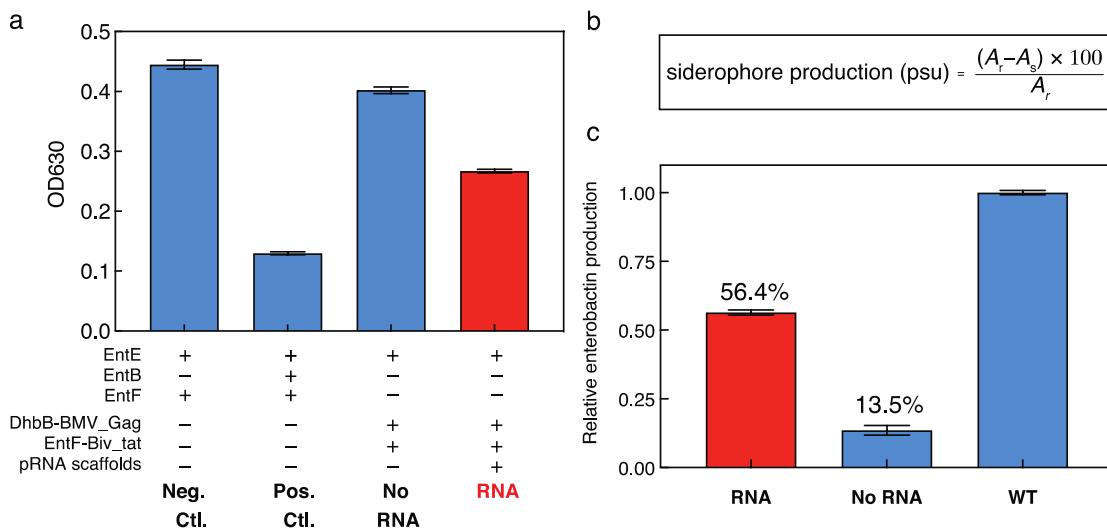 a
0.5
0.4
0.3
0.2
0.1
0.0
OD630
EntE + + + +
EntB – + – –
EntF + + – –
DhbB-BMV_Gag – – + +
EntF-Biv_tat – – + +
pRNA scaffolds – – – +
Neg. Pos. No RNA
Ctl. Ctl. RNA
b
siderophore production (psu) = (Ar–As) × 100
Ar
c
Relative enterobactin production
1.00
0.75
0.50
0.25
0.00
56.4%
13.5%
RNA No RNA WT